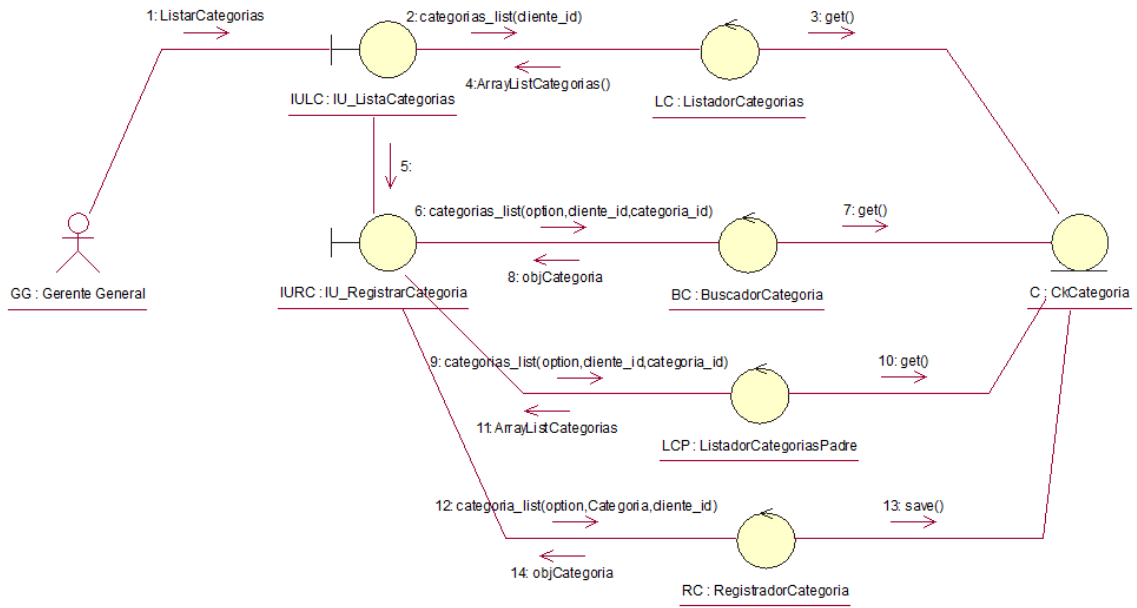 1: ListarCategorias
2: categorias_list(cliente_id)
3: get()
4:ArrayListCategorias()
IULC : IU_ListaCategorias
LC : ListadorCategorias
5:
6: categorias_list(option,cliente_id,categoria_id)
7: get()
8: objCategoria
GG : Gerente General
IURC : IU_RegistrarCategoria
BC : BuscadorCategoria
C : CkCategoria
9: categorias_list(option,cliente_id,categoria_id)
10: get()
11: ArrayListCategorias
LCP : ListadorCategoriasPadre
12: categoria_list(option,Categoria,cliente_id)
13: save()
14: objCategoria
RC : RegistradorCategoria